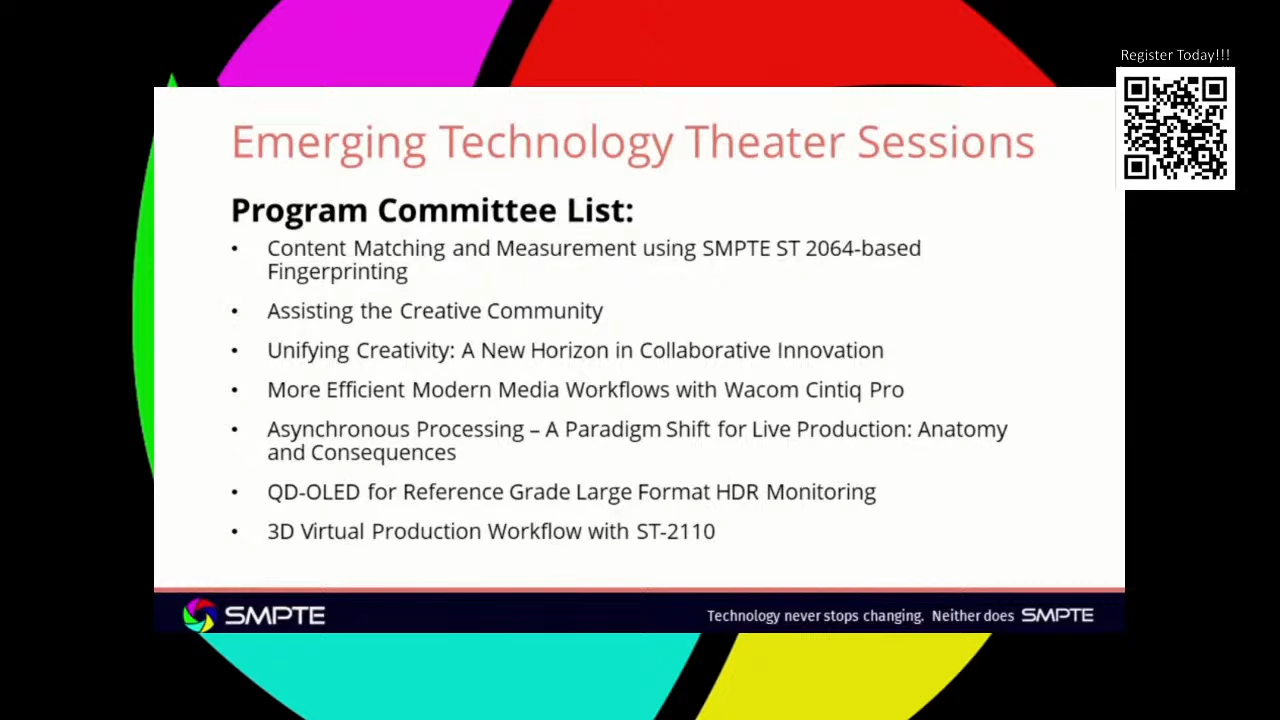 Register Today!!!
Emerging Technology Theater Sessions
Program Committee List:
• Content Matching and Measurement using SMPTE ST 2064-based
Fingerprinting
• Assisting the Creative Community
• Unifying Creativity: A New Horizon in Collaborative Innovation
• More Efficient Modern Media Workflows with Wacom Cintiq Pro
• Asynchronous Processing – A Paradigm Shift for Live Production: Anatomy
and Consequences
• QD-OLED for Reference Grade Large Format HDR Monitoring
• 3D Virtual Production Workflow with ST-2110
SMPTE
Technology never stops changing. Neither does SMPTE